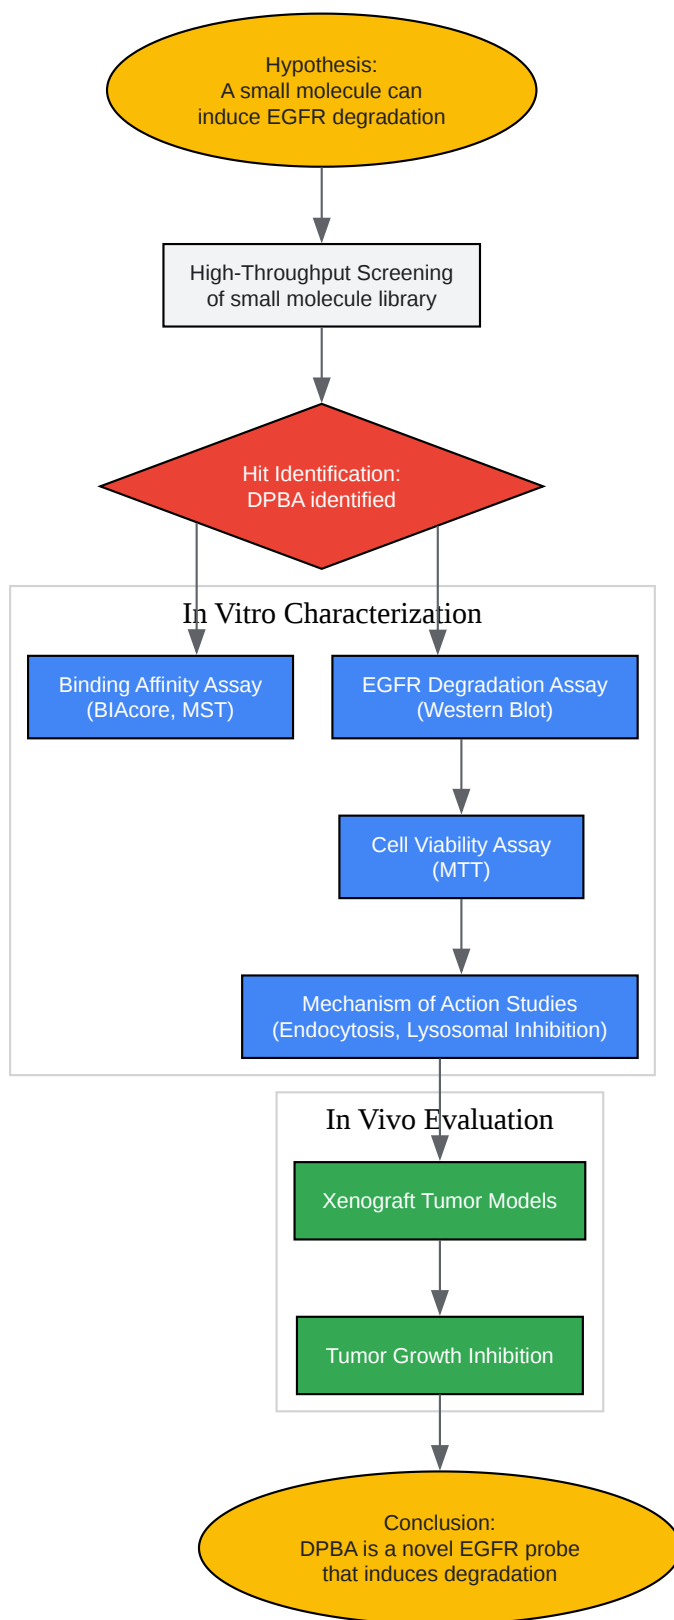 Hypothesis:
A small molecule can
induce EGFR degradation
High-Throughput Screening
of small molecule library
Hit Identification:
DPBA identified
In Vitro Characterization
Binding Affinity Assay
(BIAcore, MST)
EGFR Degradation Assay
(Western Blot)
Cell Viability Assay
(MTT)
Mechanism of Action Studies
(Endocytosis, Lysosomal Inhibition)
In Vivo Evaluation
Xenograft Tumor Models
Tumor Growth Inhibition
Conclusion:
DPBA is a novel EGFR probe
that induces degradation